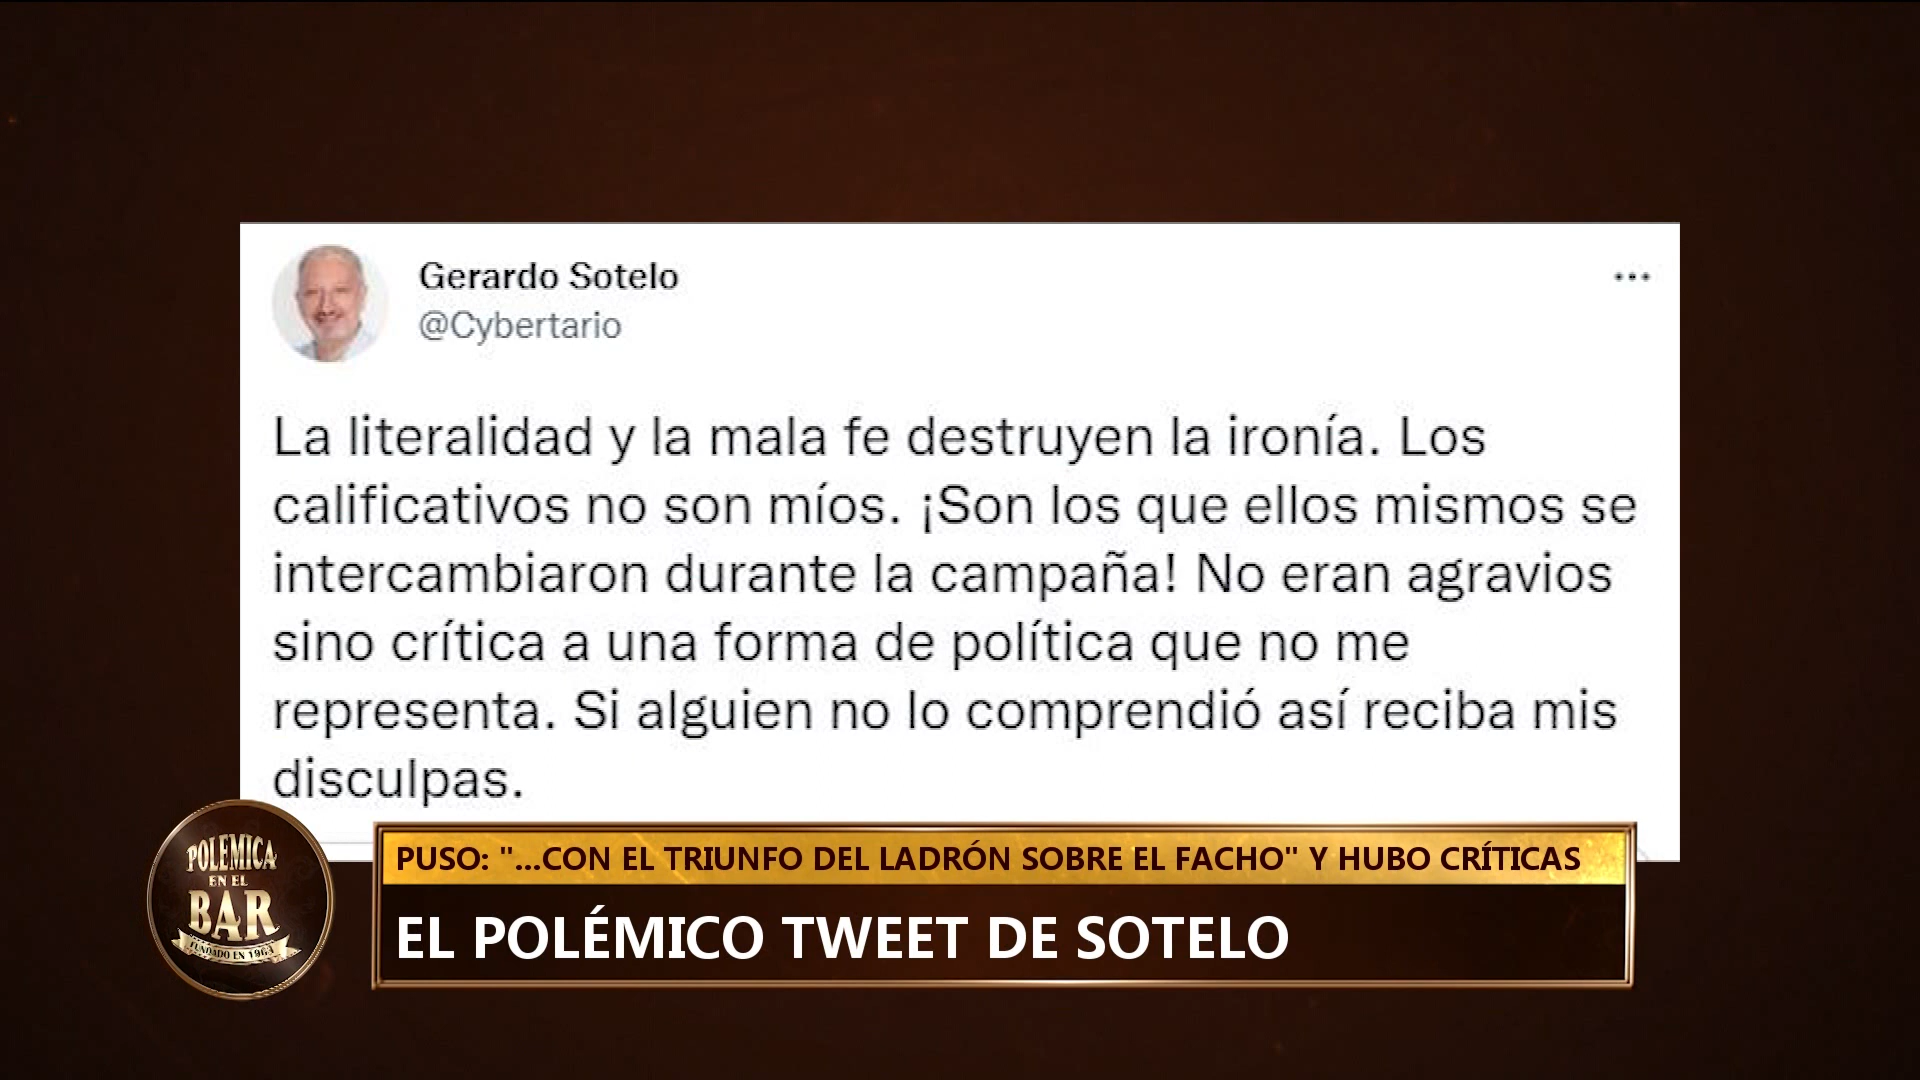 Gerardo Sotelo
@Cybertario
La literalidad y la mala fe destruyen la ironía. Los
calificativos no son míos. ¡Son los que ellos mismos se
intercambiaron durante la campaña! No eran agravios
sino crítica a una forma de política que no me
representa. Si alguien no lo comprendió así reciba mis
disculpas.
POLEMICA
EN EL
BAR
FUNDADO EN 1963
PUSO: "...CON EL TRIUNFO DEL LADRÓN SOBRE EL FACHO" Y HUBO CRÍTICAS
EL POLÉMICO TWEET DE SOTELO